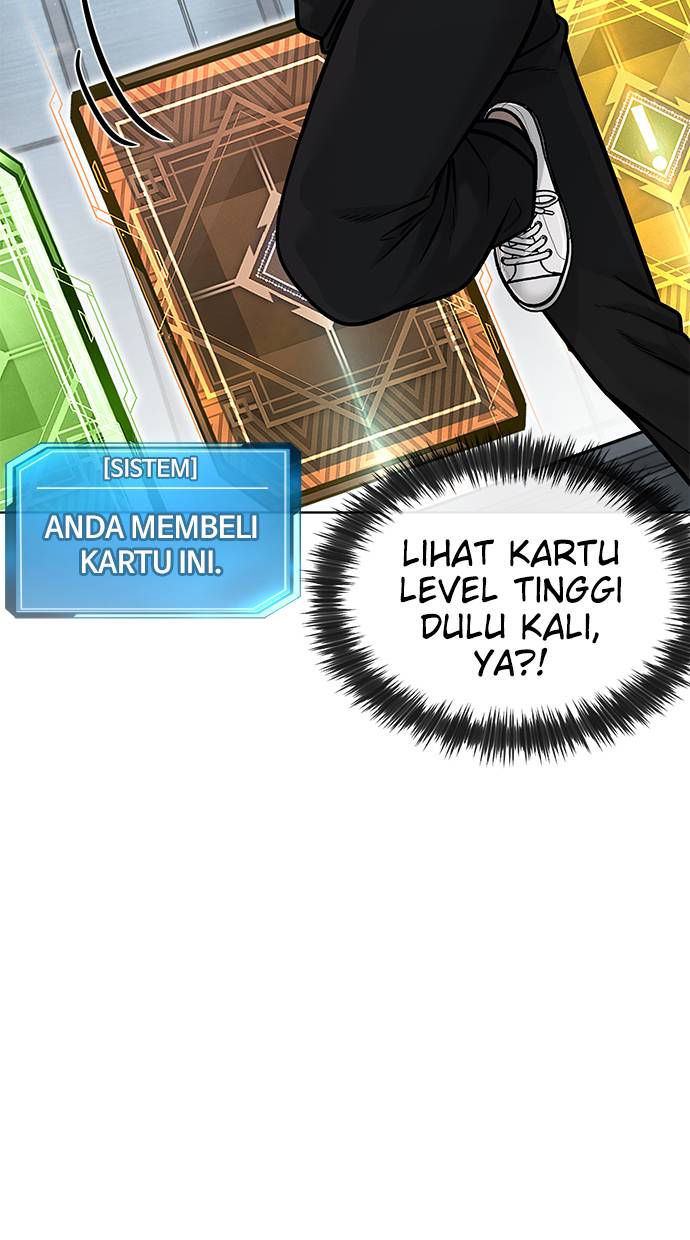 [SISTEM]
ANDA MEMBELI
KARTU INI.
LIHAT KARTU
LEVEL TINGGI
DULU KALI,
YA?!